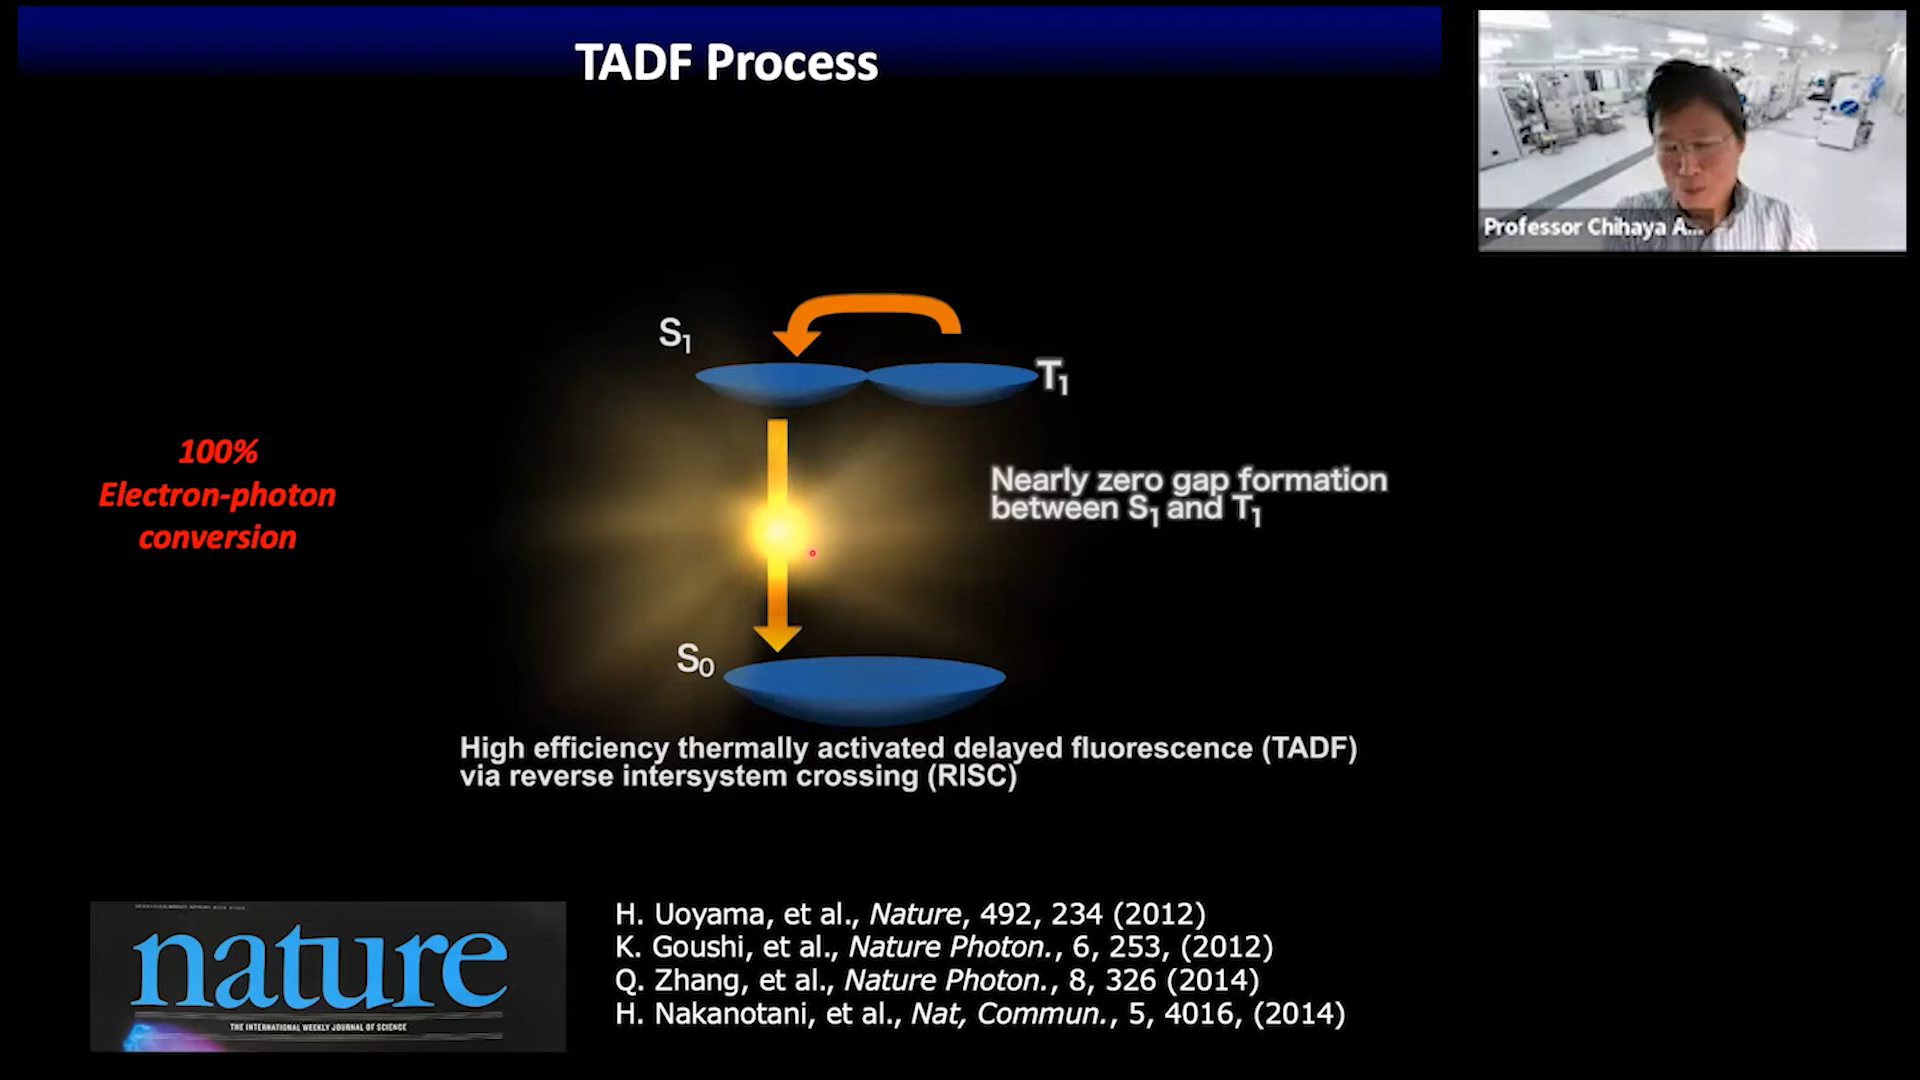 TADF Process
Professor Chihaya A...
S1
T1
100%
Electron-photon
conversion
Nearly zero gap formation
between S1 and T1
S0
High efficiency thermally activated delayed fluorescence (TADF)
via reverse intersystem crossing (RISC)
nature
THE INTERNATIONAL WEEKLY JOURNAL OF SCIENCE
H. Uoyama, et al., Nature, 492, 234 (2012)
K. Goushi, et al., Nature Photon., 6, 253, (2012)
Q. Zhang, et al., Nature Photon., 8, 326 (2014)
H. Nakanotani, et al., Nat, Commun., 5, 4016, (2014)